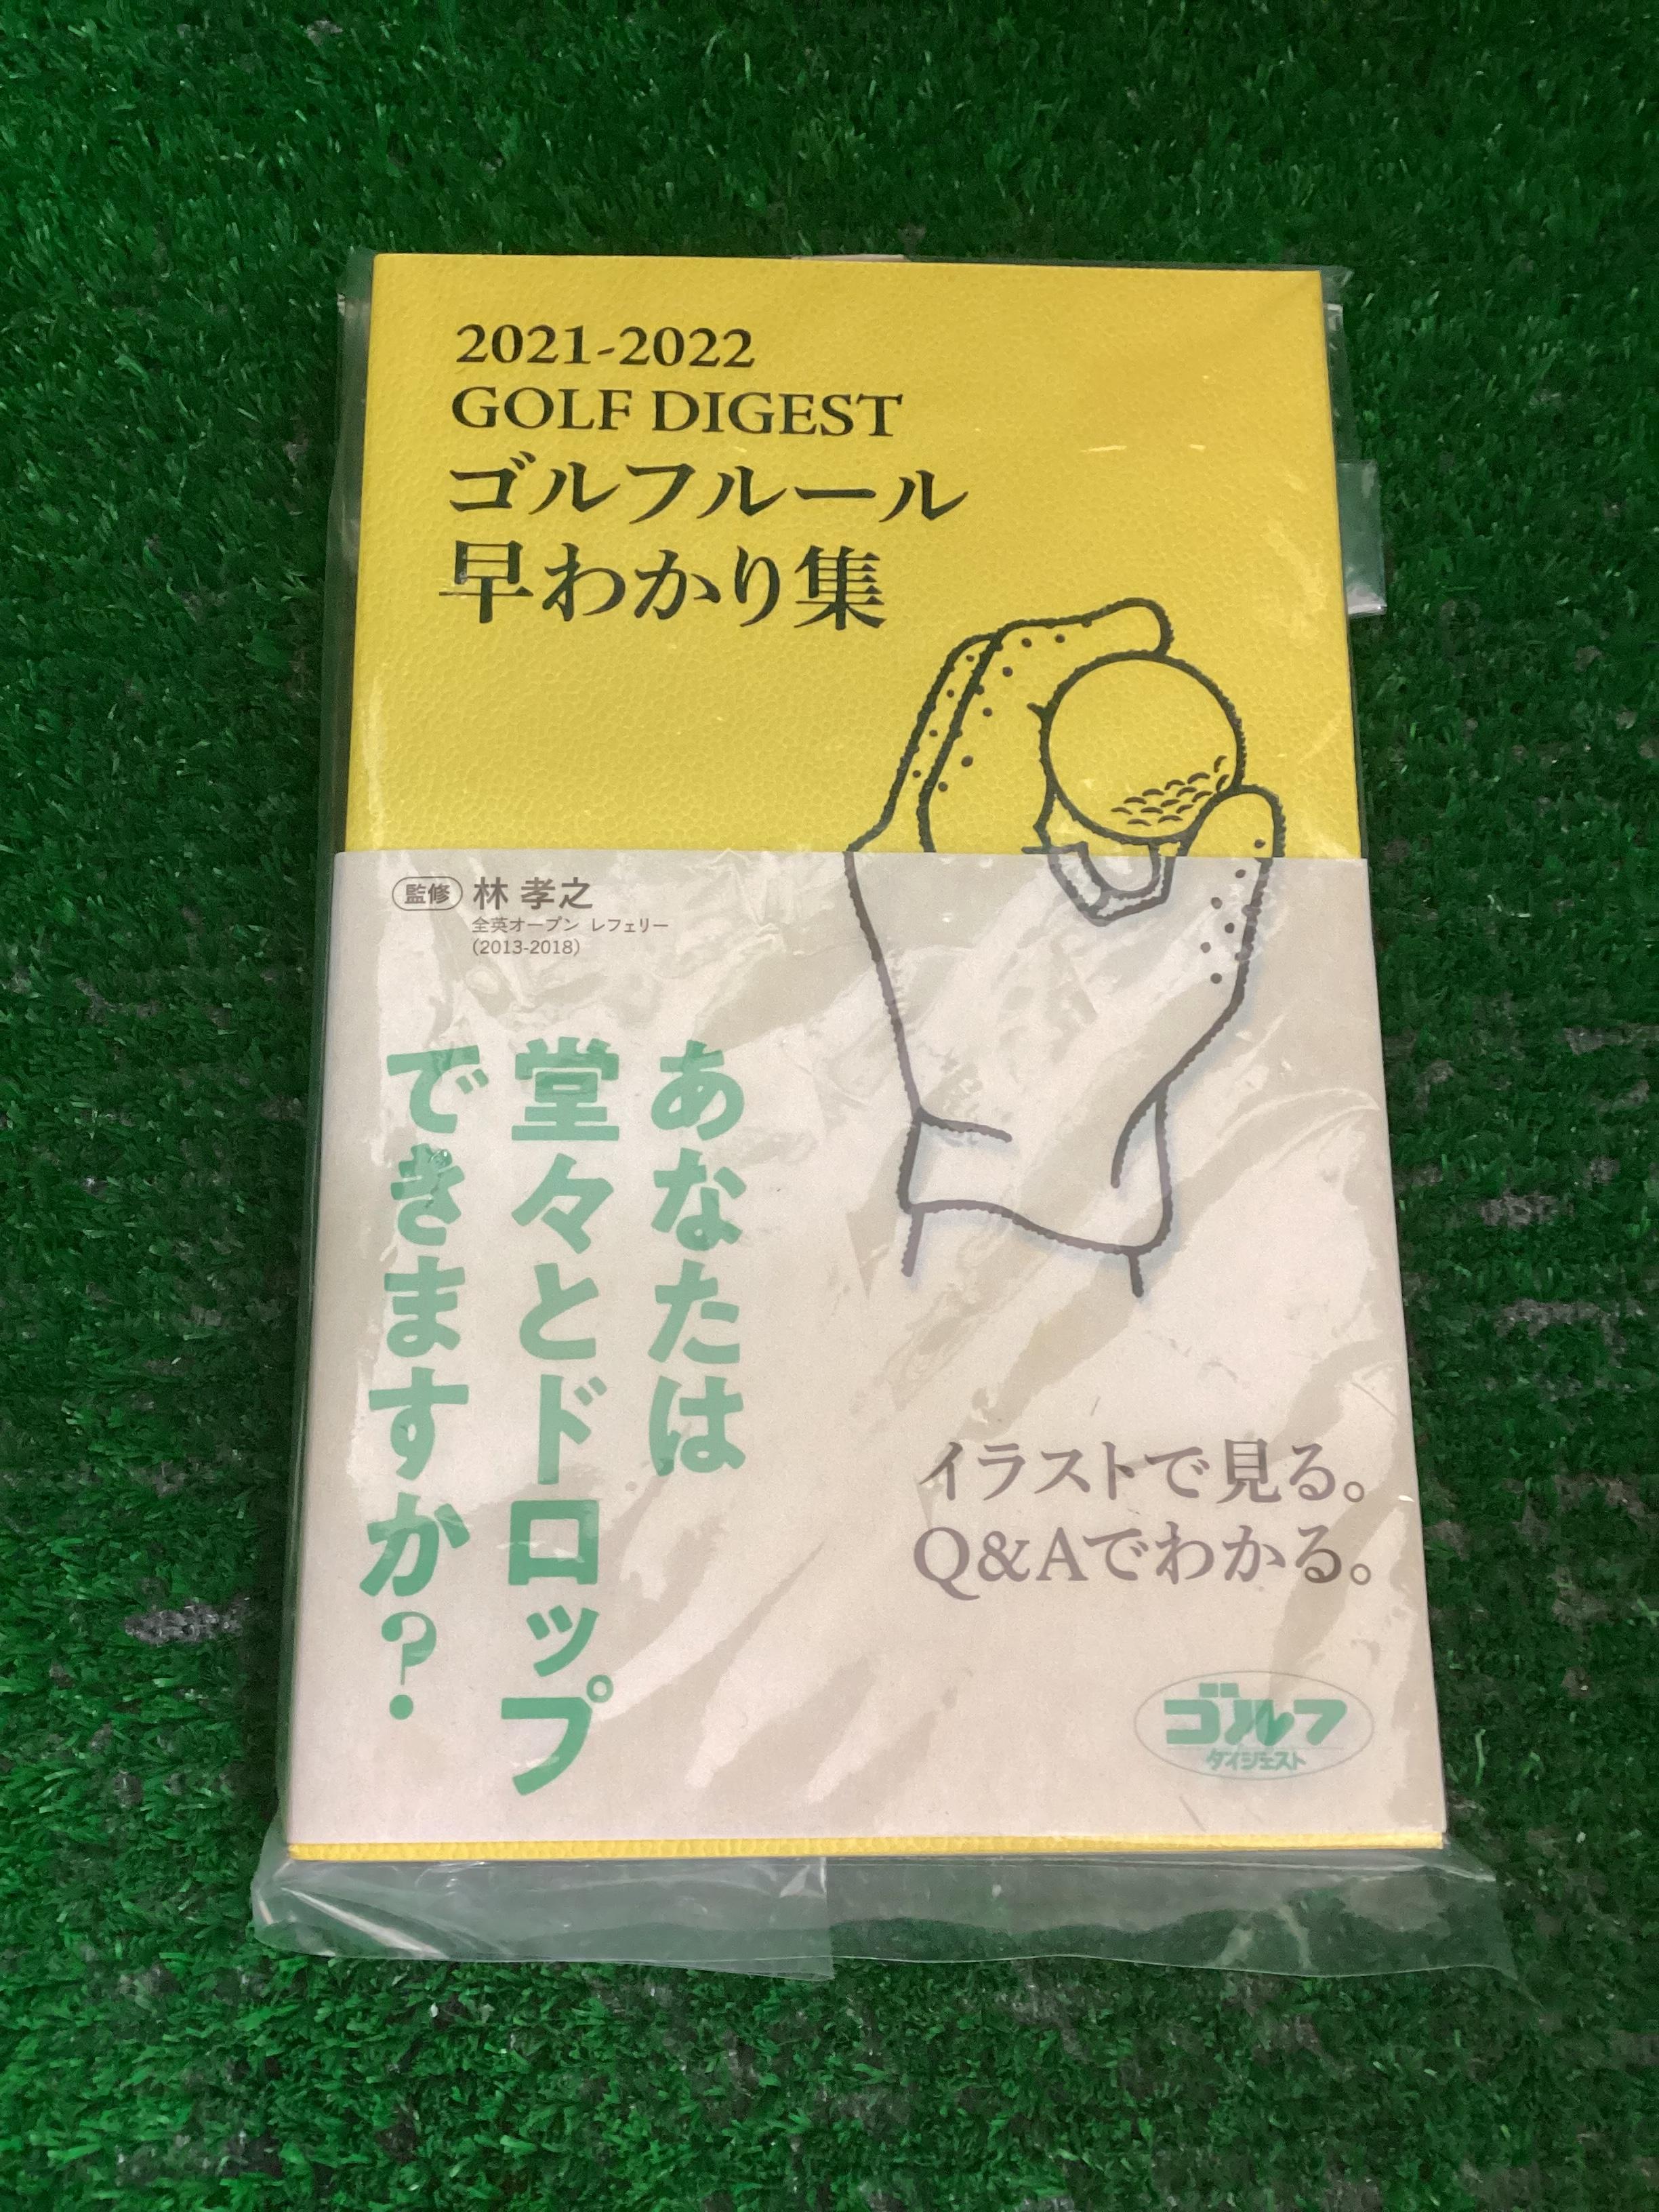 2021-2022
GOLF DIGEST
ゴルフルール
早わかり集
監修 林 孝之
全英オープン レフェリー
(2013-2018)
あなたは
堂々とドロップ
できますか?
イラストで見る。
Q&Aでわかる。
ゴルフ
ダイジェスト